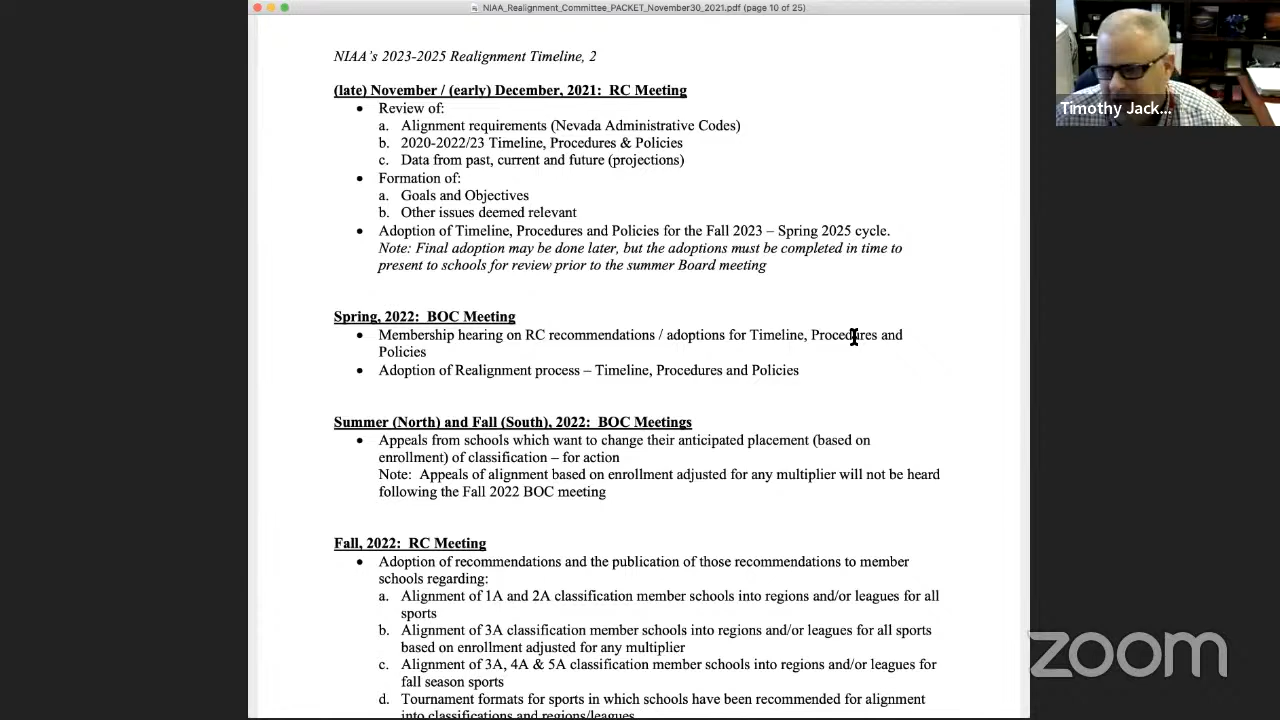 NIAA_Realignment_Committee_PACKET_November30_2021.pdf (page 10 of 25)
NIAA's 2023-2025 Realignment Timeline, 2
(late) November / (early) December, 2021: RC Meeting
• Review of:
a. Alignment requirements (Nevada Administrative Codes)
b. 2020-2022/23 Timeline, Procedures & Policies
c. Data from past, current and future (projections)
• Formation of:
a. Goals and Objectives
b. Other issues deemed relevant
• Adoption of Timeline, Procedures and Policies for the Fall 2023 – Spring 2025 cycle.
Note: Final adoption may be done later, but the adoptions must be completed in time to
present to schools for review prior to the summer Board meeting
Spring, 2022: BOC Meeting
• Membership hearing on RC recommendations / adoptions for Timeline, Procedures and
Policies
• Adoption of Realignment process – Timeline, Procedures and Policies
Summer (North) and Fall (South), 2022: BOC Meetings
• Appeals from schools which want to change their anticipated placement (based on
enrollment) of classification – for action
Note: Appeals of alignment based on enrollment adjusted for any multiplier will not be heard
following the Fall 2022 BOC meeting
Fall, 2022: RC Meeting
• Adoption of recommendations and the publication of those recommendations to member
schools regarding:
a. Alignment of 1A and 2A classification member schools into regions and/or leagues for all
sports
b. Alignment of 3A classification member schools into regions and/or leagues for all sports
based on enrollment adjusted for any multiplier
c. Alignment of 3A, 4A & 5A classification member schools into regions and/or leagues for
fall season sports
d. Tournament formats for sports in which schools have been recommended for alignment
into classifications and regions/leagues
Timothy Jack...
zoom